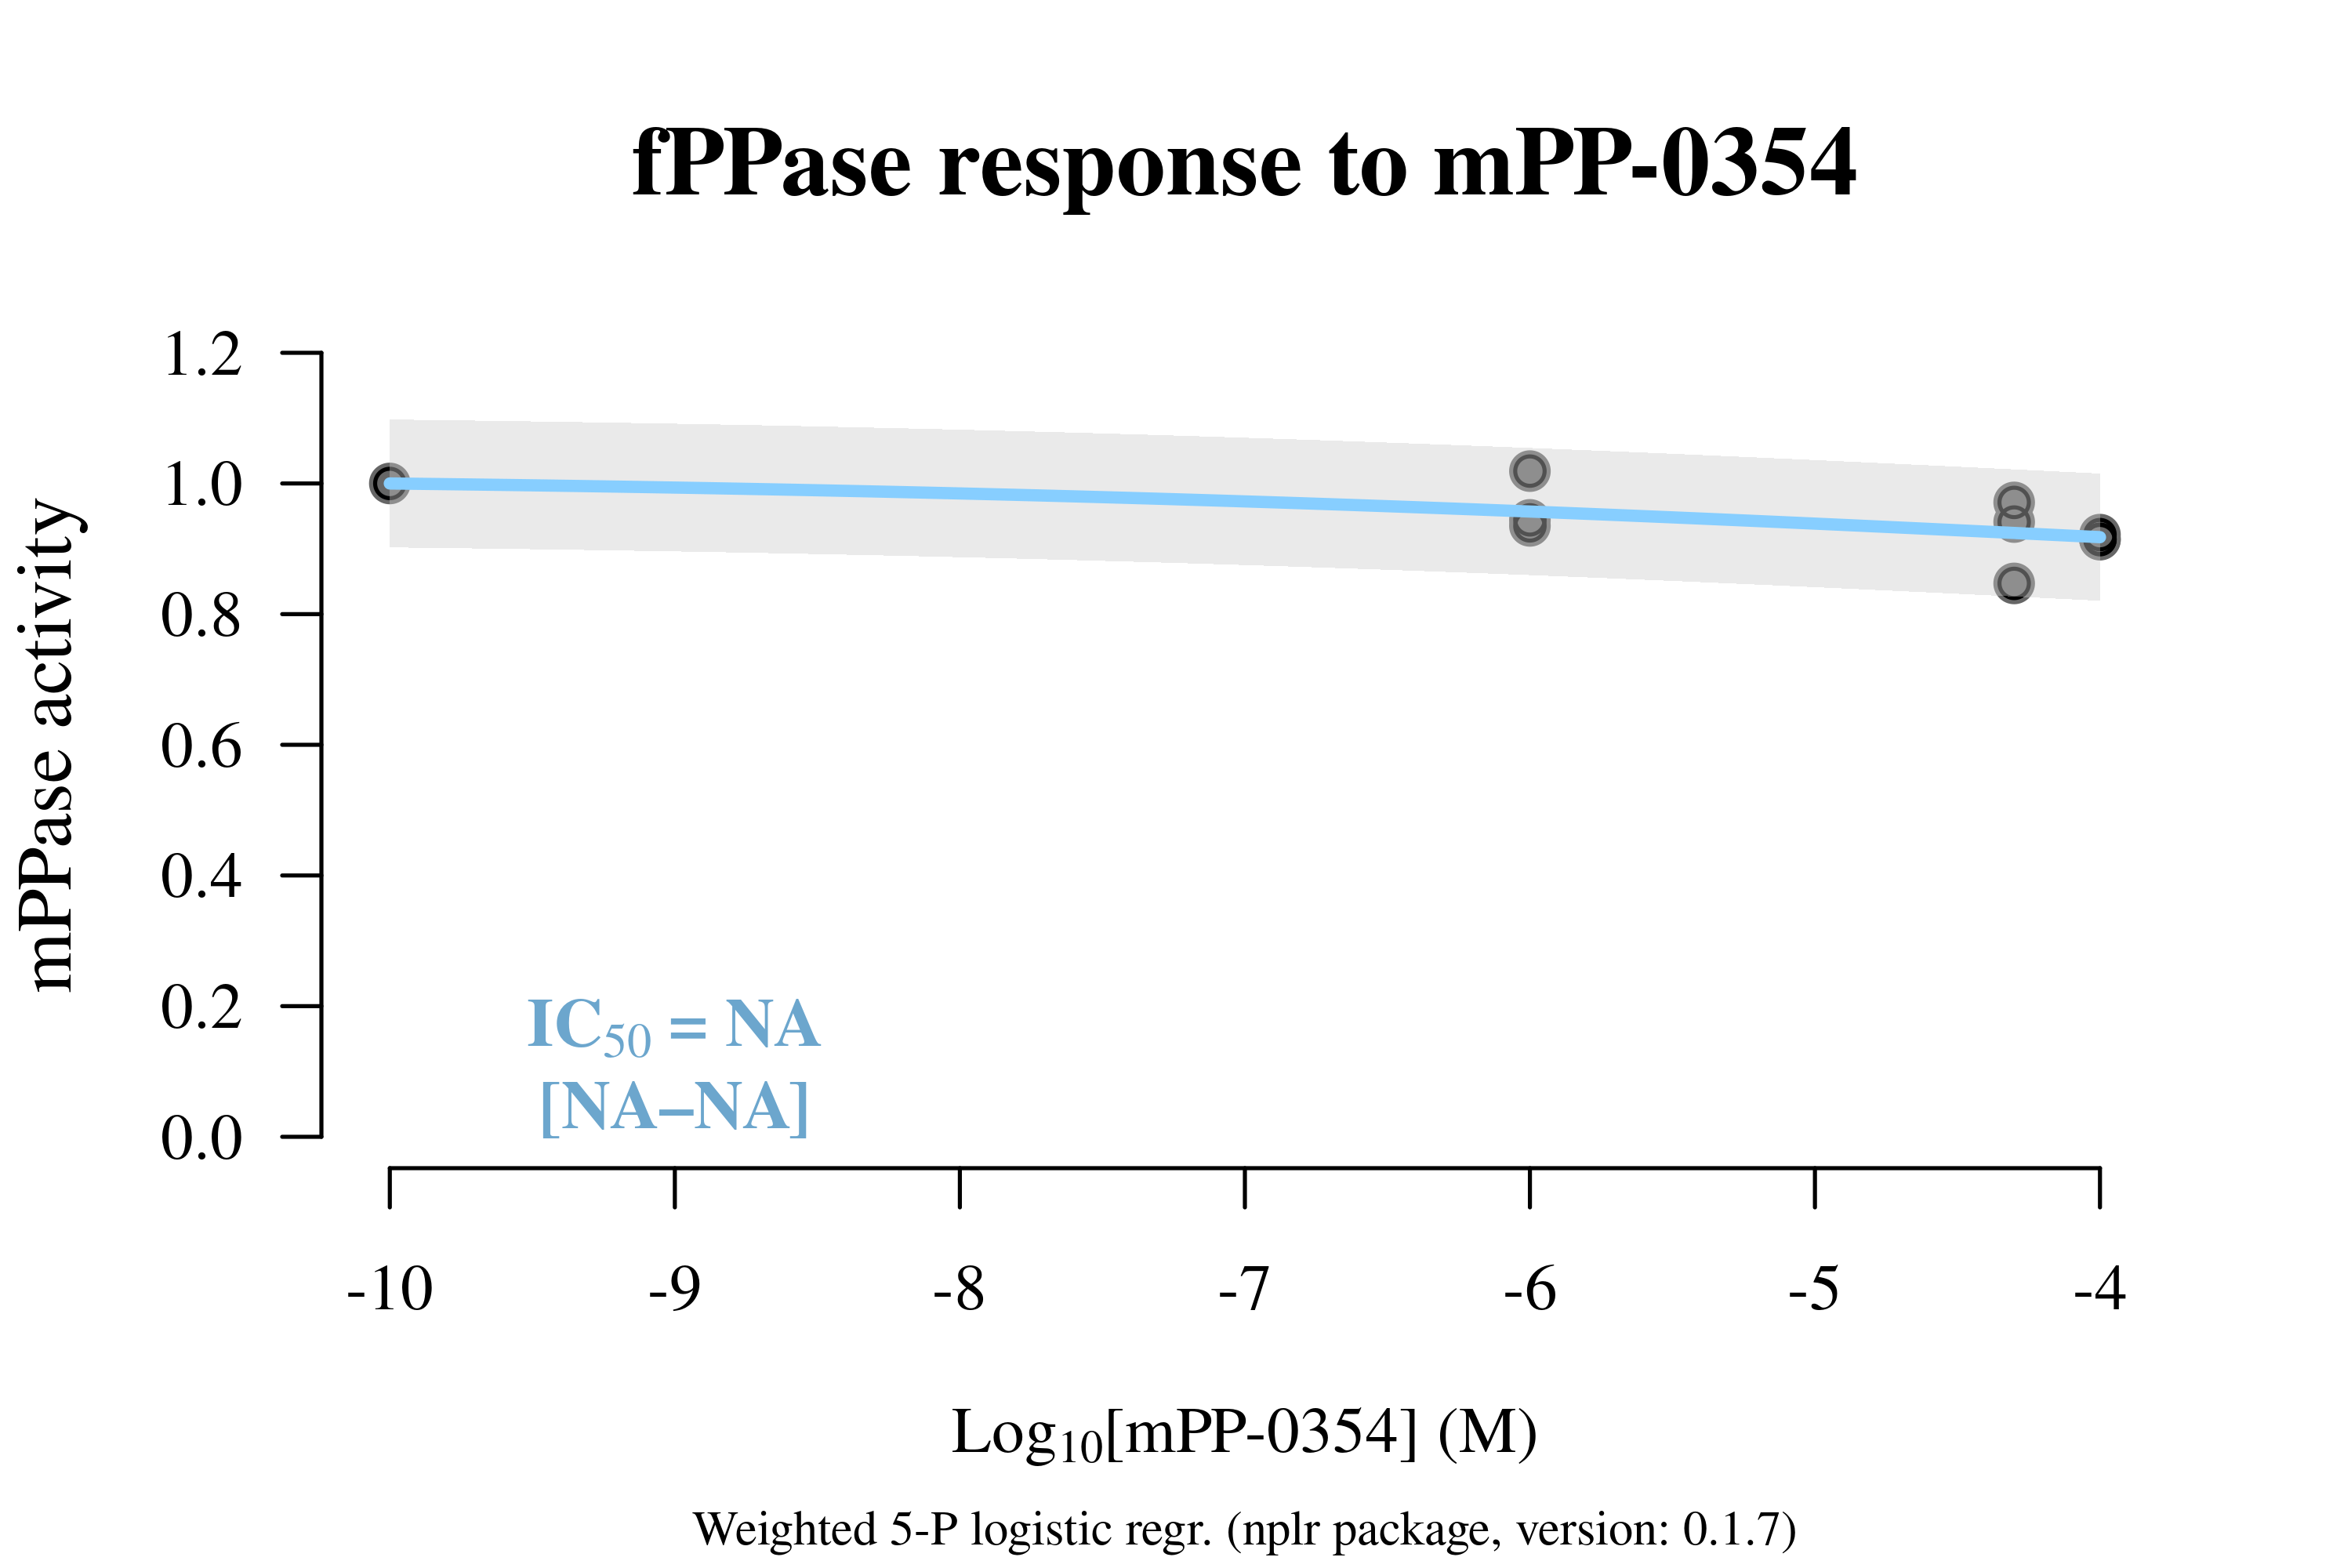 fPPase response to mPP-0354
mPPase activity
1.2
1.0
0.8
0.6
0.4
0.2
0.0
IC50 = NA
[NA–NA]
-10 -9 -8 -7 -6 -5 -4
Log10[mPP-0354] (M)
Weighted 5-P logistic regr. (nplr package, version: 0.1.7)